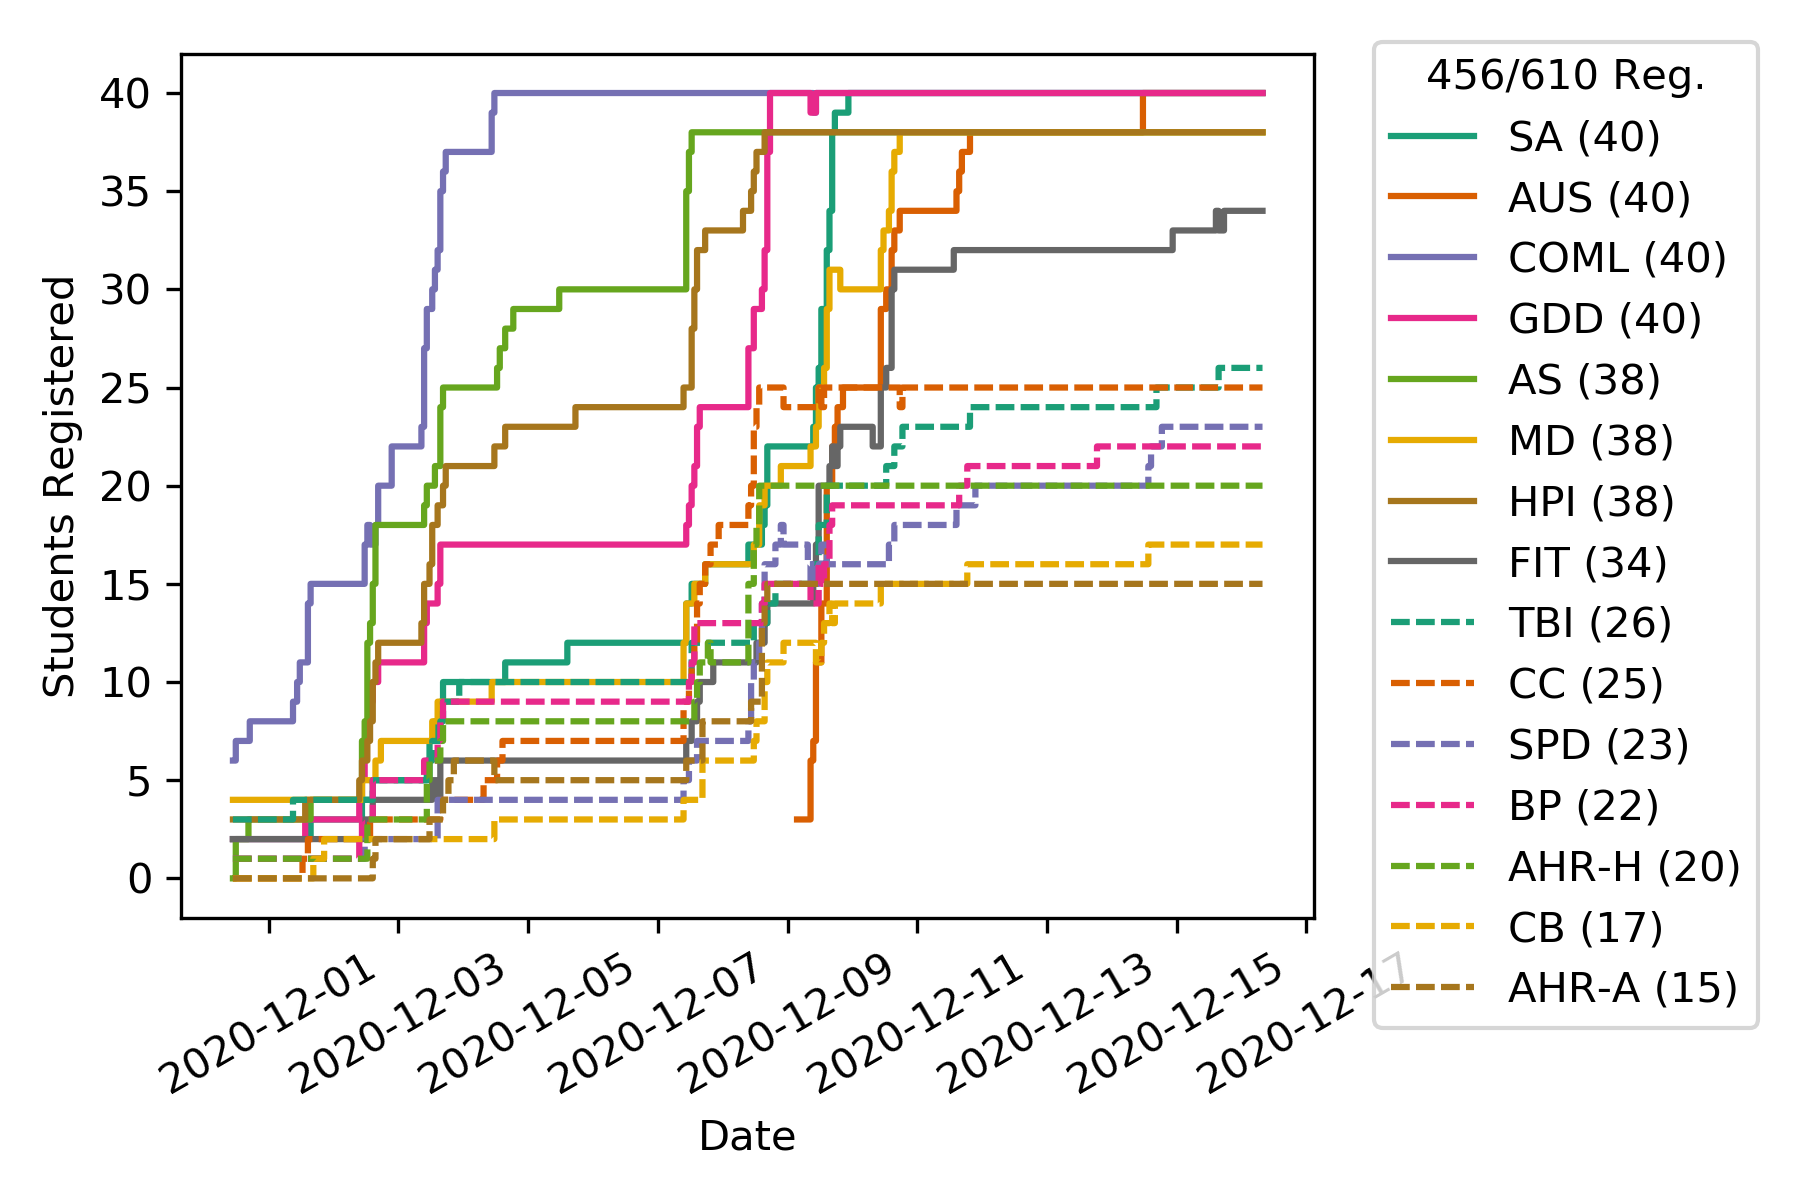 40
35
30
25
20
15
10
5
0
Students Registered
2020-12-01
2020-12-03
2020-12-05
2020-12-07
2020-12-09
2020-12-11
2020-12-13
2020-12-15
2020-12-17
Date
456/610 Reg.
SA (40)
AUS (40)
COML (40)
GDD (40)
AS (38)
MD (38)
HPI (38)
FIT (34)
TBI (26)
CC (25)
SPD (23)
BP (22)
AHR-H (20)
CB (17)
AHR-A (15)